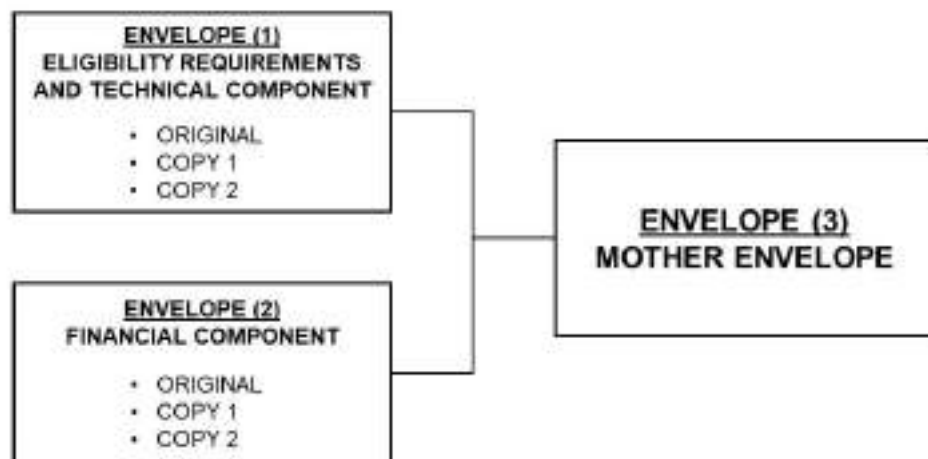 ENVELOPE (1)
ELIGIBILITY REQUIREMENTS
AND TECHNICAL COMPONENT
• ORIGINAL
• COPY 1
• COPY 2
ENVELOPE (2)
FINANCIAL COMPONENT
• ORIGINAL
• COPY 1
• COPY 2
ENVELOPE (3)
MOTHER ENVELOPE